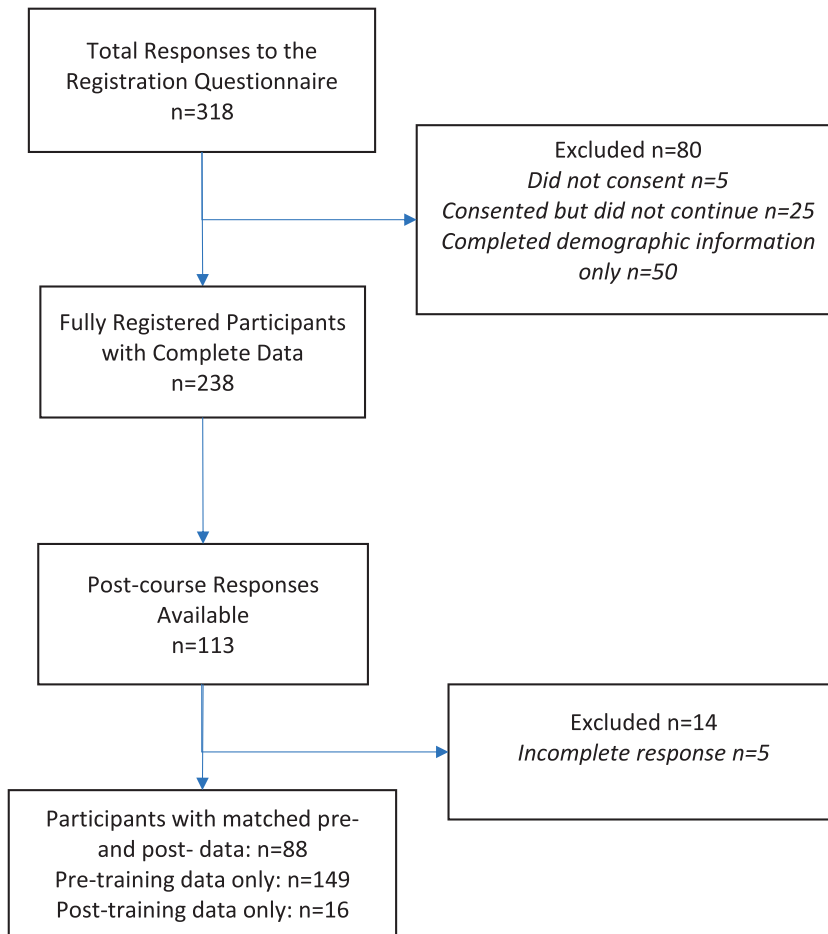 Total Responses to the
Registration Questionnaire
n=318
Excluded n=80
Did not consent n=5
Consented but did not continue n=25
Completed demographic information
only n=50
Fully Registered Participants
with Complete Data
n=238
Post-course Responses
Available
n=113
Excluded n=14
Incomplete response n=5
Participants with matched pre-
and post- data: n=88
Pre-training data only: n=149
Post-training data only: n=16